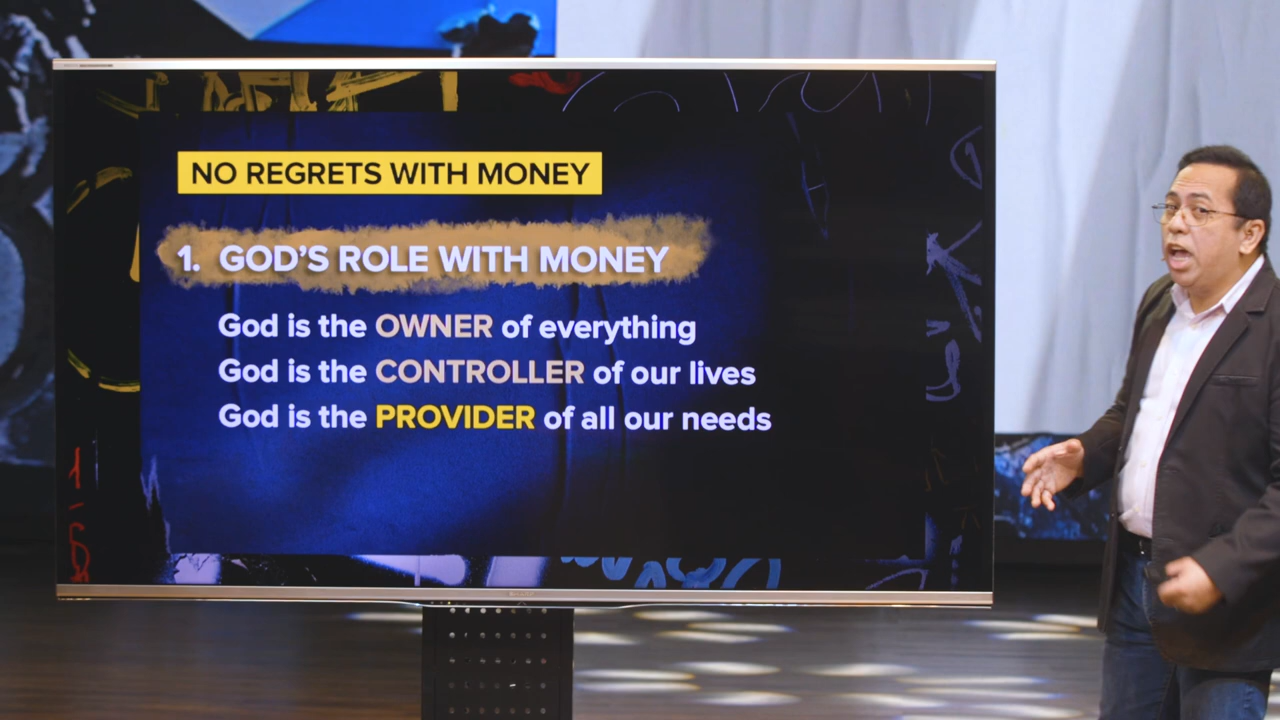 NO REGRETS WITH MONEY
1. GOD'S ROLE WITH MONEY
God is the OWNER of everything
God is the CONTROLLER of our lives
God is the PROVIDER of all our needs